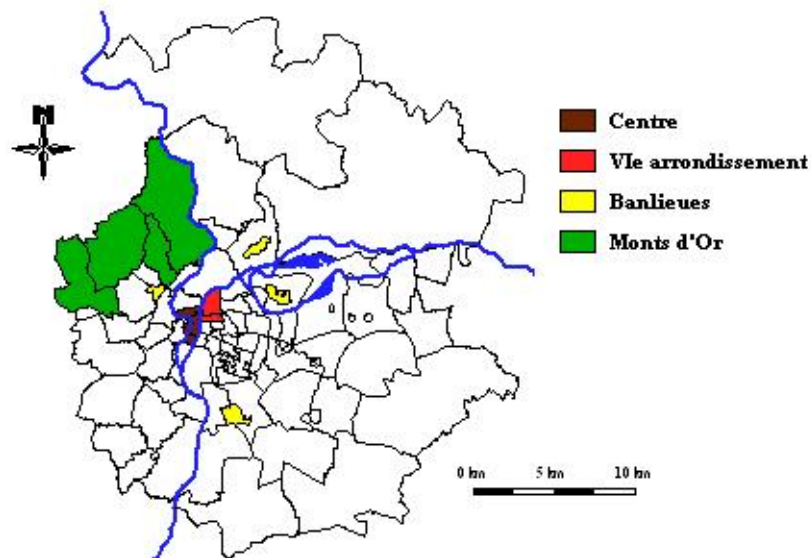 N
Centre
VIe arrondissement
Banlieues
Monts d'Or
0 km 5 km 10 km